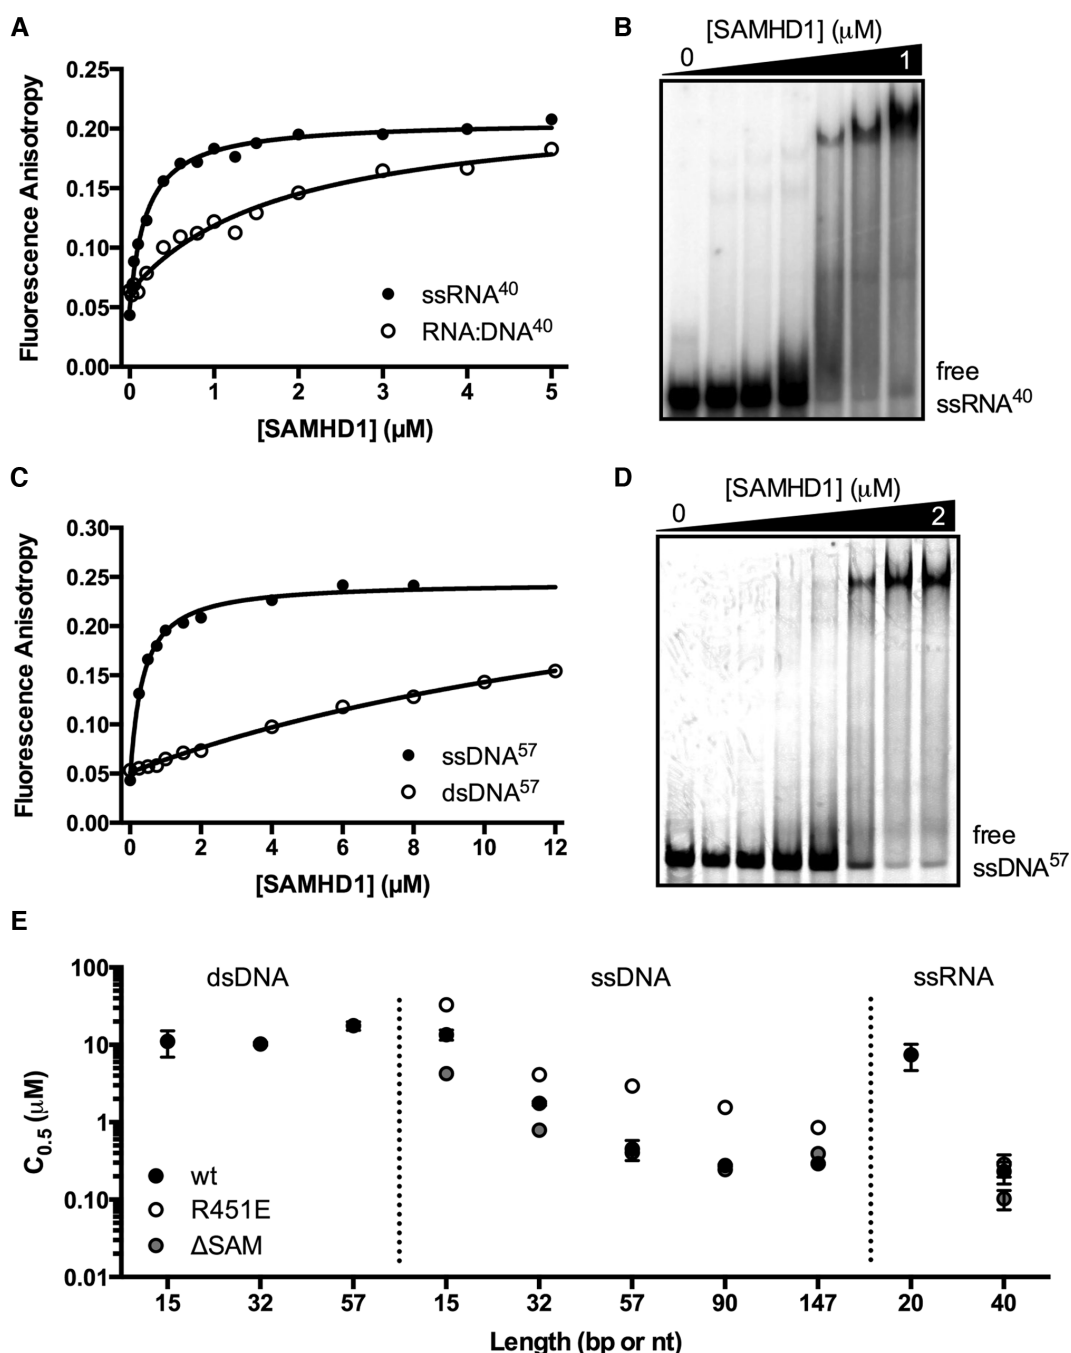 A
Fluorescence Anisotropy
0.25
0.20
0.15
0.10
0.05
0.00
ssRNA40
RNA:DNA40
0 1 2 3 4 5
[SAMHD1] (µM)
B
[SAMHD1] (µM)
0 1
free
ssRNA40
C
Fluorescence Anisotropy
0.30
0.25
0.20
0.15
0.10
0.05
0.00
ssDNA57
dsDNA57
0 2 4 6 8 10 12
[SAMHD1] (µM)
D
[SAMHD1] (µM)
0 2
free
ssDNA57
E
C0.5 (µM)
100
10
1
0.10
0.01
dsDNA ssDNA ssRNA
wt
R451E
ΔSAM
15 32 57 15 32 57 90 147 20 40
Length (bp or nt)